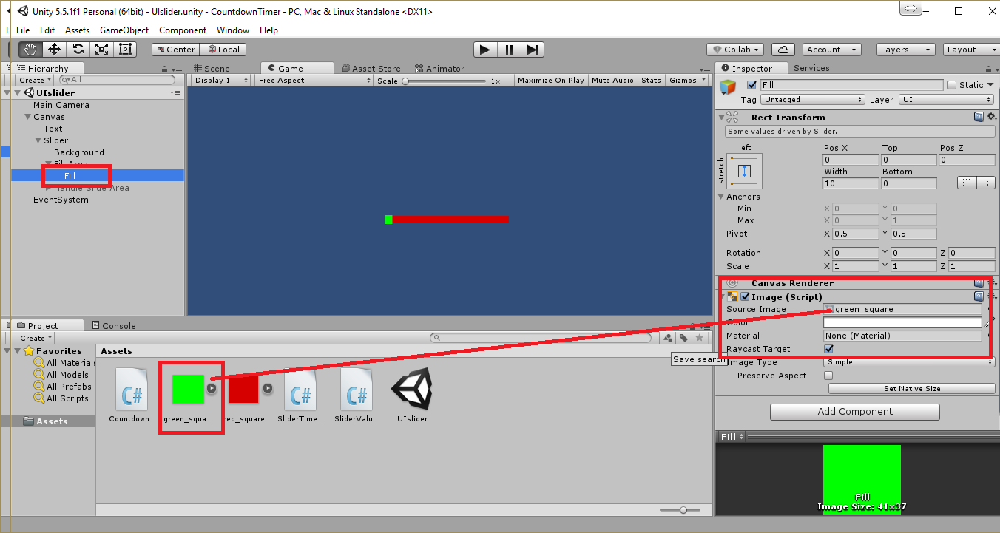 Unity 5.5.1f1 Personal (64bit) - UIslider.unity - CountdownTimer - PC, Mac & Linux Standalone <DX11>
F File Edit Assets GameObject Component Window Help
Center Local Collab Account Layers Layout
Hierarchy
Create All
UIslider
Main Camera
Canvas
Text
Slider
Background
Fill Area
Fill
Handle Slide Area
EventSystem
Scene Game Asset Store Animator
Display 1 Free Aspect Scale 1x Maximize On Play Mute Audio Stats Gizmos
Inspector Services
Fill Static
Tag Untagged Layer UI
Rect Transform
Some values driven by Slider.
left Pos X Pos Y Pos Z
stretch 0 0 0
Width Bottom
10 0 R
Anchors
Min X 0 Y 0
Max X 0 Y 1
Pivot X 0.5 Y 0.5
Rotation X 0 Y 0 Z 0
Scale X 1 Y 1 Z 1
Canvas Renderer
Image (Script)
Source Image green_square
Color
Material None (Material)
Raycast Target
Image Type Simple
Preserve Aspect
Set Native Size
Add Component
Fill
Fill
Image Size: 41x37
Project Console
Create
Favorites
All Materials
All Models
All Prefabs
All Scripts
Assets
Assets
Save search
C# C# C#
Countdown... green_squa... red_square SliderTime... SliderValu... UIslider